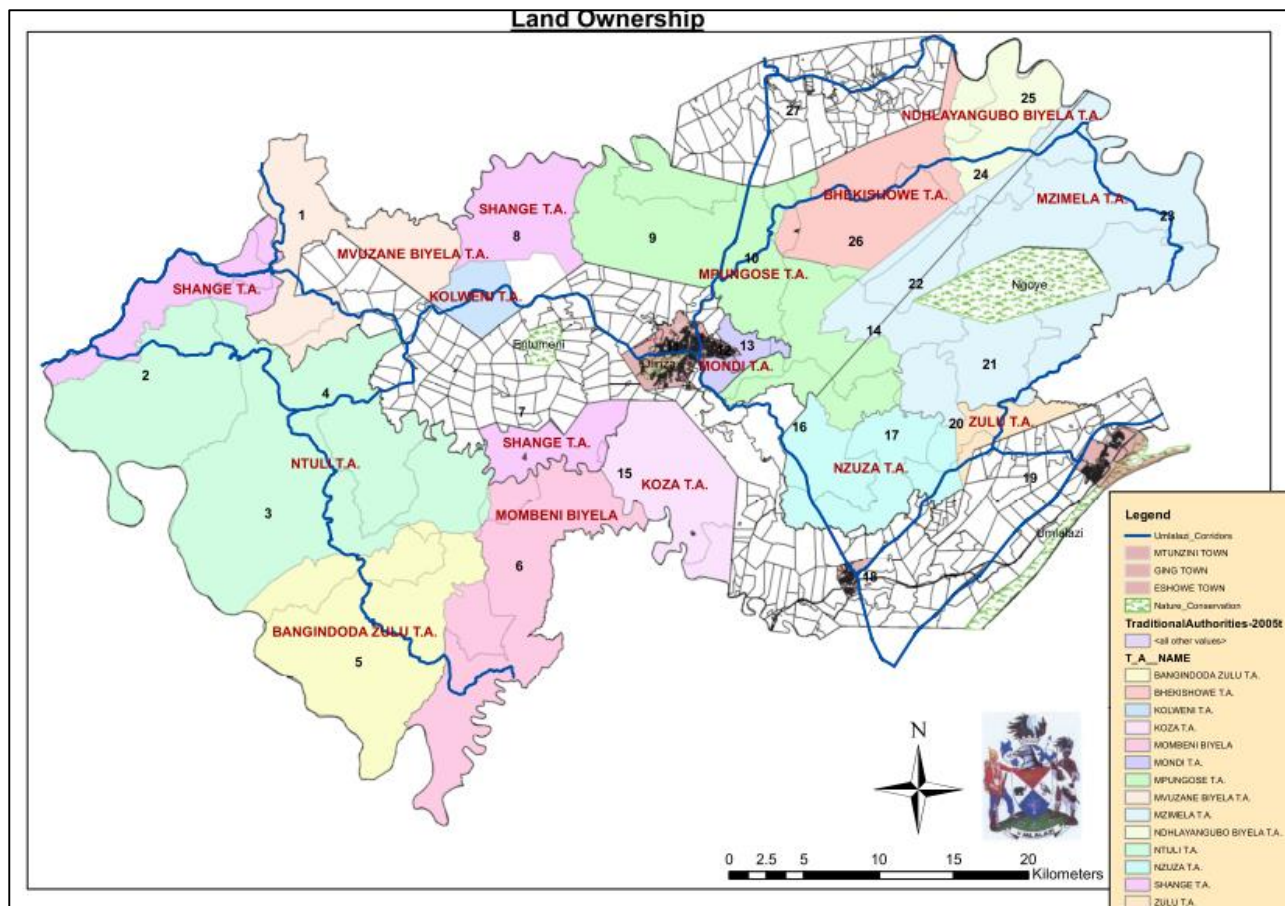 Land Ownership
27
25
NDHLAYANGUBO BIYELA T.A.
24
BHEKISHOWE T.A.
MZIMELA T.A.
23
26
1
SHANGE T.A.
8
9
10
MPUNGOSE T.A.
22
Ngoye
MVUZANE BIYELA T.A.
SHANGE T.A.
KOLWENI T.A.
14
Entumeni
13
MONDI T.A.
21
2
4
7
SHANGE T.A.
4
16
17
20
ZULU T.A.
NTULI T.A.
15
KOZA T.A.
NZUZA T.A.
19
3
MOMBENI BIYELA
Umlalazi
6
18
BANGINDODA ZULU T.A.
5
N
0 2.5 5 10 15 20
Kilometers
Legend
Umlalazi_Corridors
MTUNZINI TOWN
GING TOWN
ESHOWE TOWN
Nature_Conservation
TraditionalAuthorities-2005t
<all other values>
T_A__NAME
BANGINDODA ZULU T.A.
BHEKISHOWE T.A.
KOLWENI T.A.
KOZA T.A.
MOMBENI BIYELA
MONDI T.A.
MPUNGOSE T.A.
MVUZANE BIYELA T.A.
MZIMELA T.A.
NDHLAYANGUBO BIYELA T.A.
NTULI T.A.
NZUZA T.A.
SHANGE T.A.
ZULU T.A.